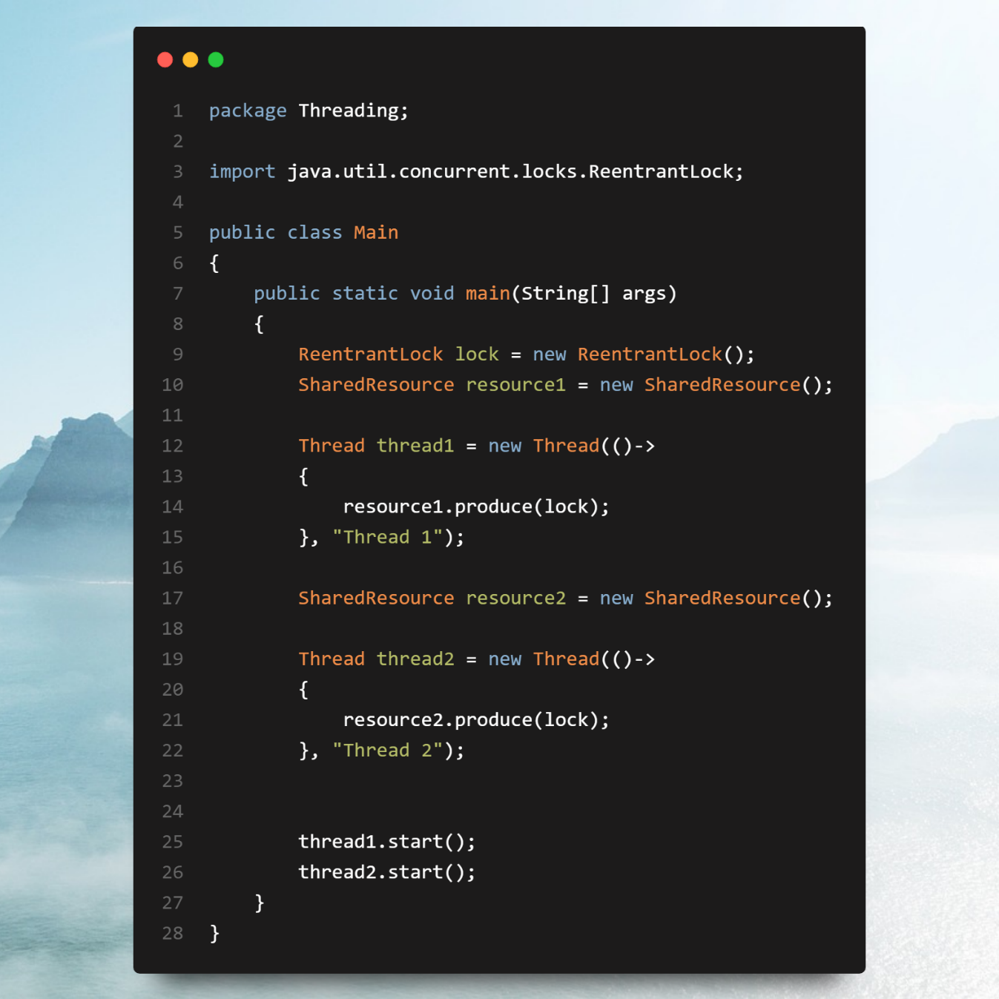 1 package Threading;
2
3 import java.util.concurrent.locks.ReentrantLock;
4
5 public class Main
6 {
7     public static void main(String[] args)
8     {
9         ReentrantLock lock = new ReentrantLock();
10         SharedResource resource1 = new SharedResource();
11
12         Thread thread1 = new Thread(()->
13         {
14             resource1.produce(lock);
15         }, "Thread 1");
16
17         SharedResource resource2 = new SharedResource();
18
19         Thread thread2 = new Thread(()->
20         {
21             resource2.produce(lock);
22         }, "Thread 2");
23
24
25         thread1.start();
26         thread2.start();
27     }
28 }